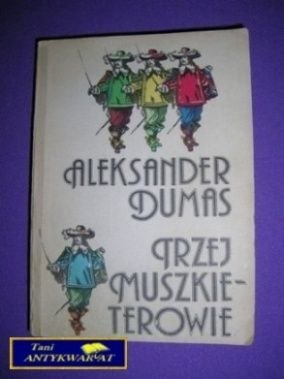 ALEKSANDER
DUMAS
TRZEJ
MUSZKIE-
TEROWIE
Tani
ANTYKWARIAT